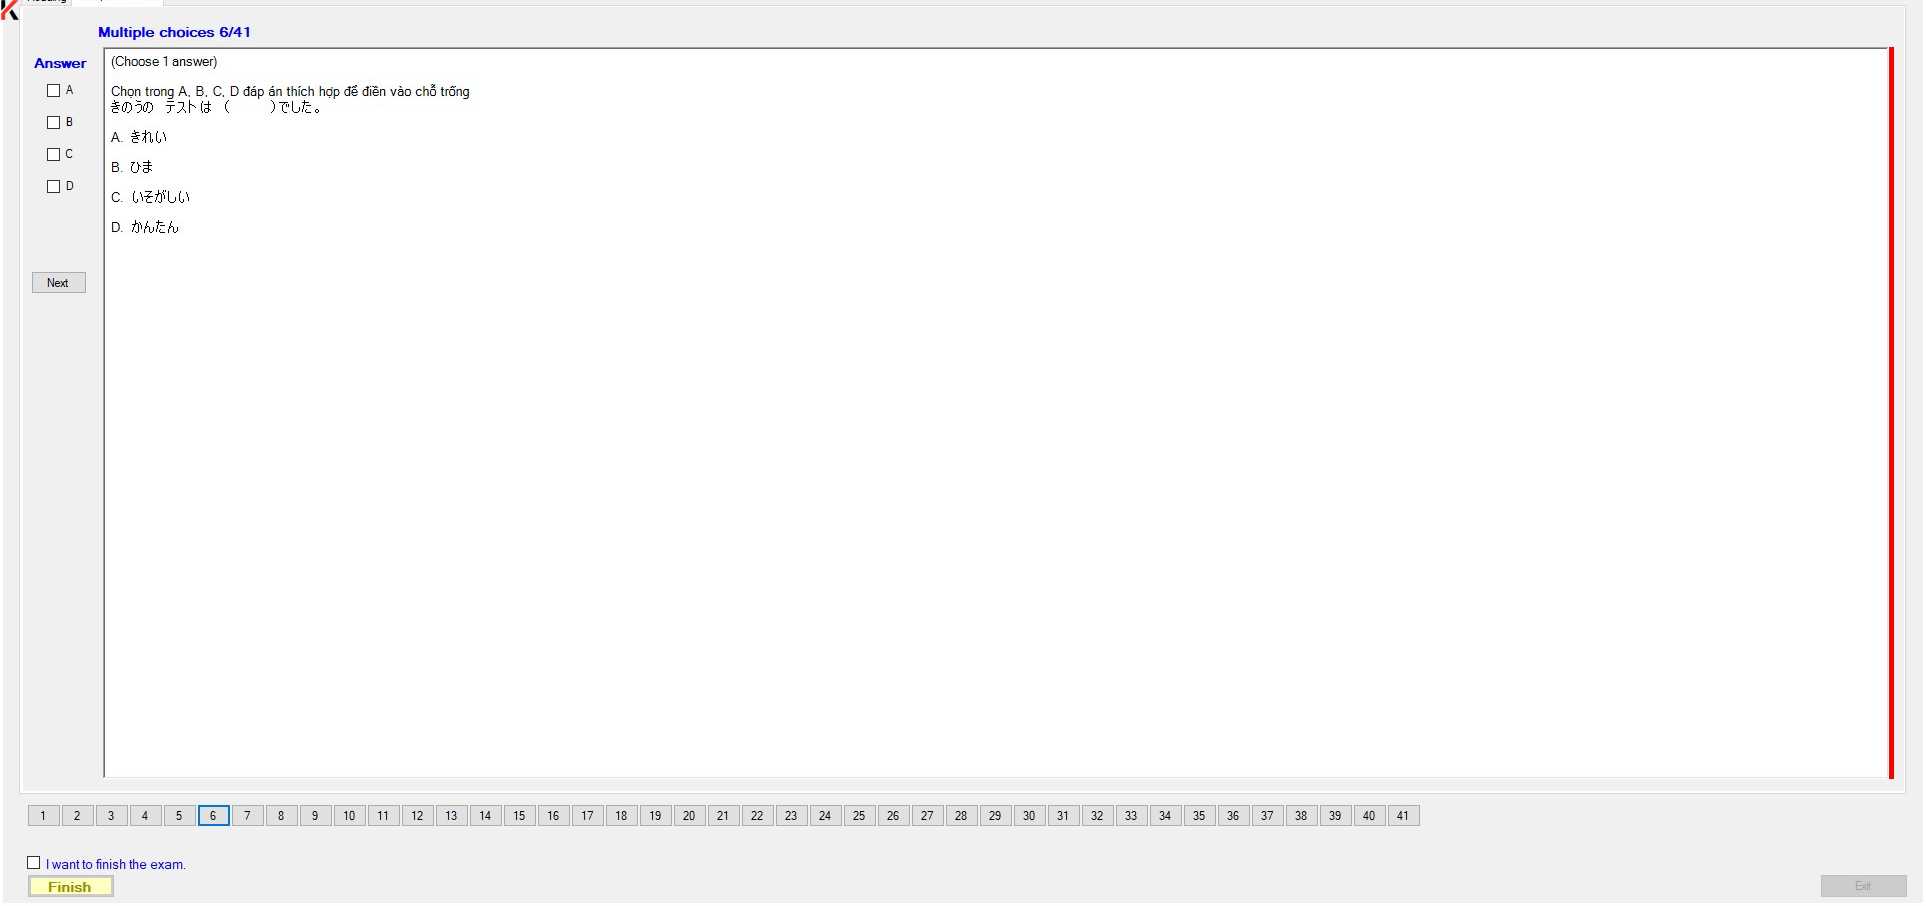 Multiple choices 6/41
Answer
(Choose 1 answer)
A
B
C
D
Chọn trong A, B, C, D đáp án thích hợp để điền vào chỗ trống
きのうの　テストは　（　　　）でした。
A. きれい
B. ひま
C. いそがしい
D. かんたん
Next
1 2 3 4 5 6 7 8 9 10 11 12 13 14 15 16 17 18 19 20 21 22 23 24 25 26 27 28 29 30 31 32 33 34 35 36 37 38 39 40 41
I want to finish the exam.
Finish
Exit